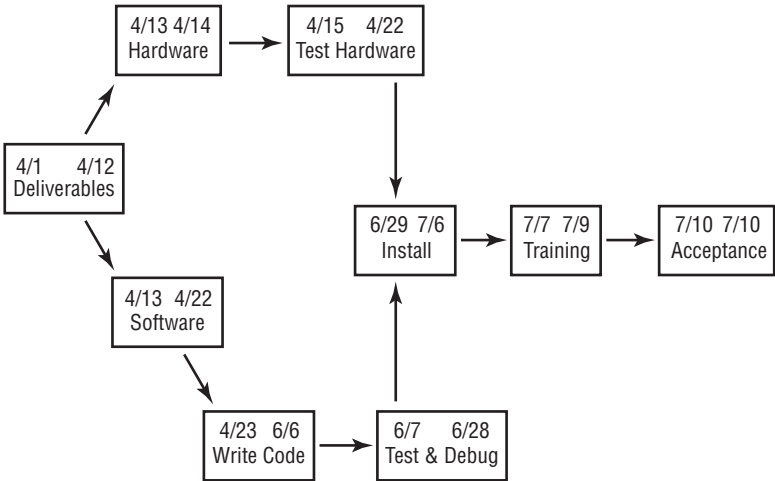 4/13 4/14
Hardware
4/15 4/22
Test Hardware
4/1 4/12
Deliverables
6/29 7/6
Install
7/7 7/9
Training
7/10 7/10
Acceptance
4/13 4/22
Software
4/23 6/6
Write Code
6/7 6/28
Test & Debug